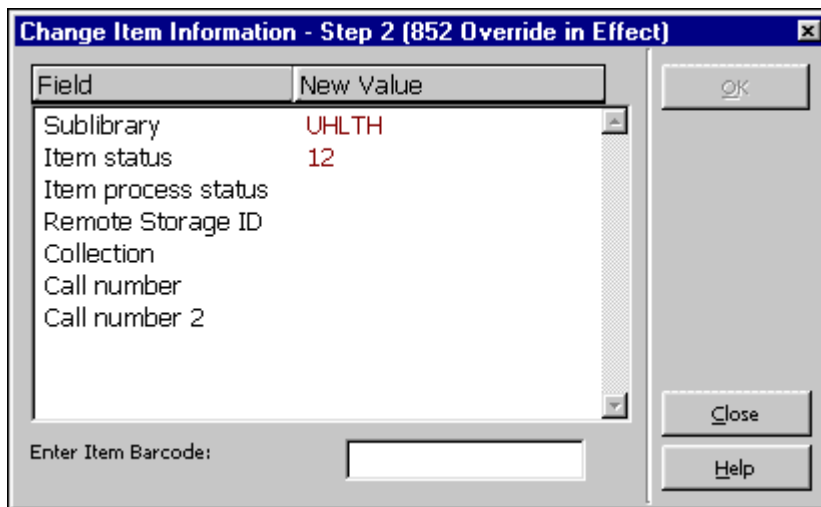 Change Item Information - Step 2 (852 Override in Effect)
Field New Value
OK
Sublibrary UHLTH
Item status 12
Item process status
Remote Storage ID
Collection
Call number
Call number 2
Close
Enter Item Barcode:
Help